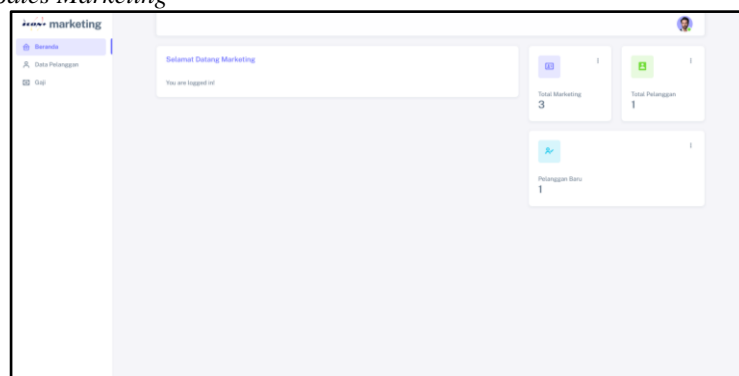 Sales Marketing
marketing
Beranda
Data Pelanggan
Gaji
Selamat Datang Marketing
You are logged in!
Total Marketing
3
Total Pelanggan
1
Pelanggan Baru
1